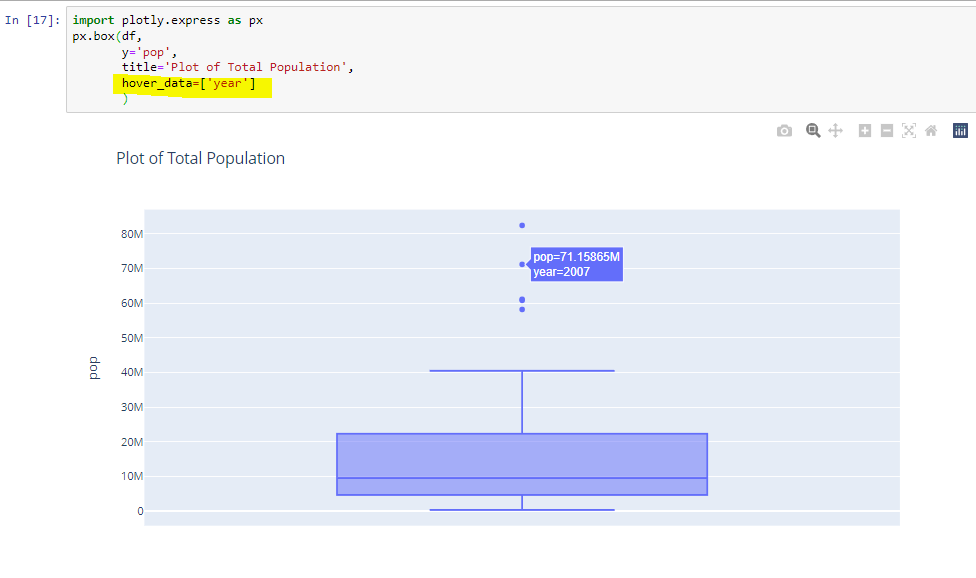 In [17]: import plotly.express as px
px.box(df,
y='pop',
title='Plot of Total Population',
hover_data=['year']
)
Plot of Total Population
80M
pop=71.15865M
year=2007
70M
60M
50M
40M
30M
20M
10M
0
pop